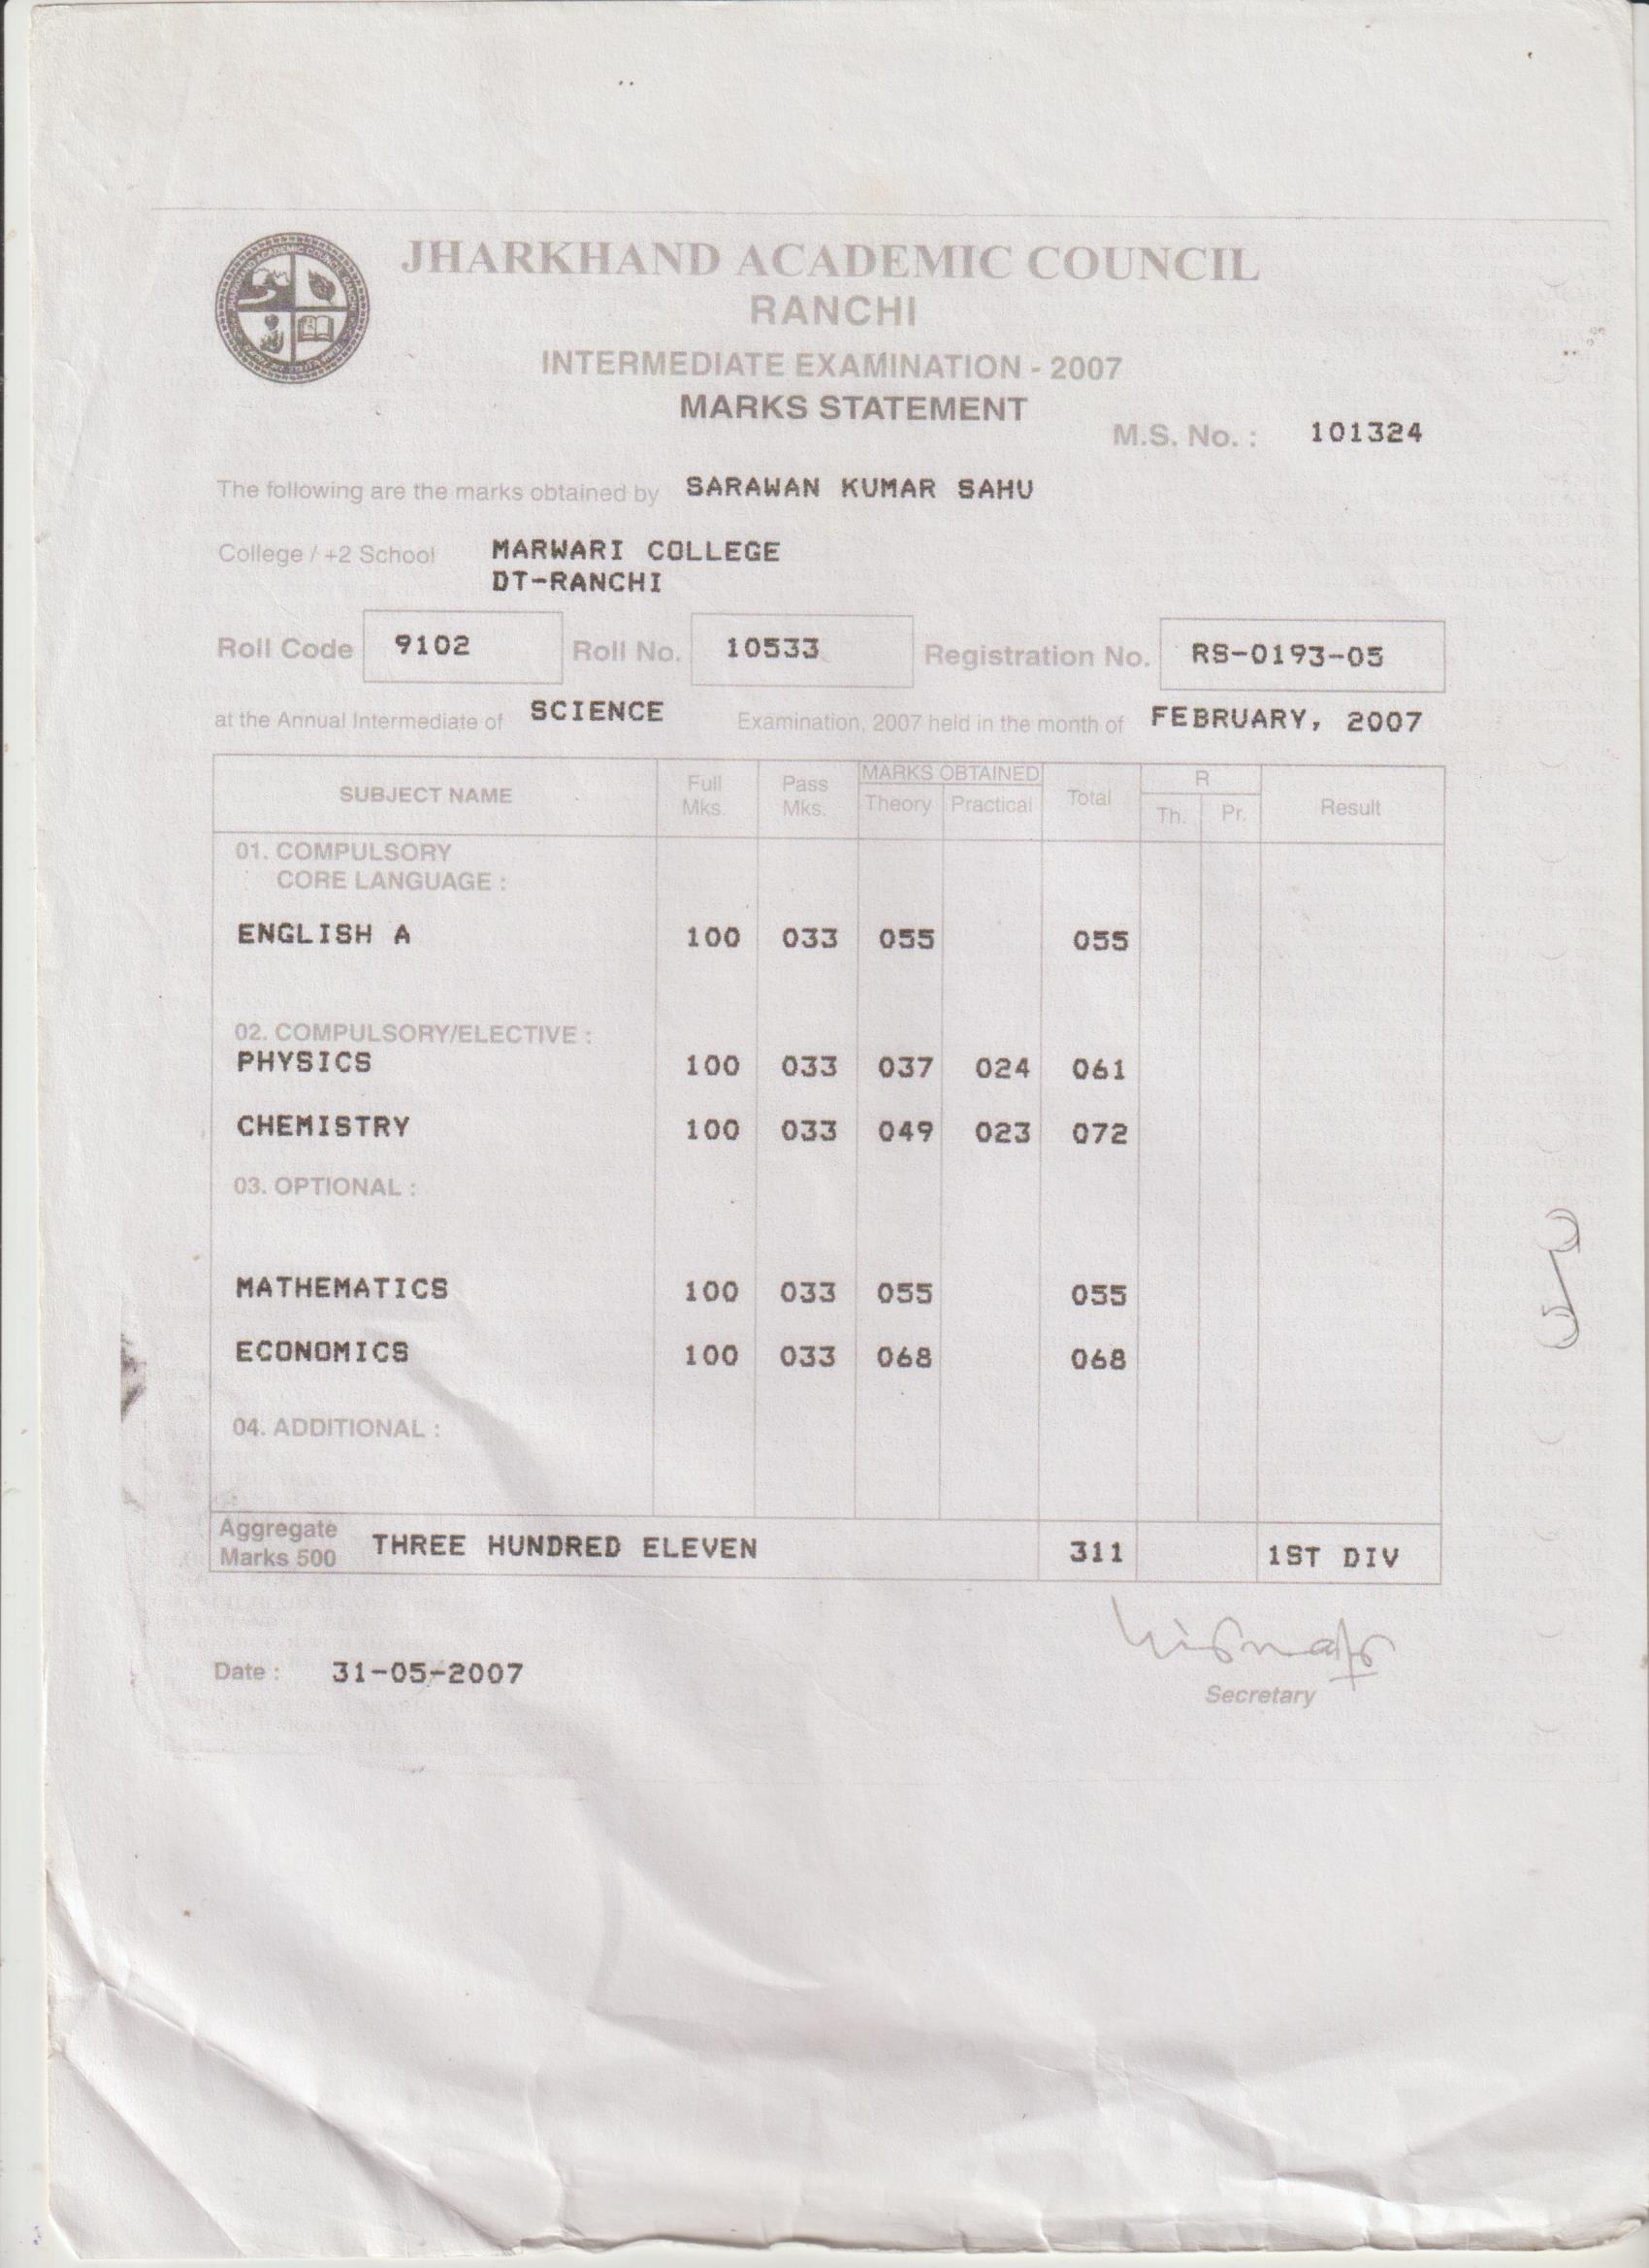 JHARKHAND ACADEMIC COUNCIL
RANCHI
INTERMEDIATE EXAMINATION - 2007
MARKS STATEMENT
M.S. No. : 101324
The following are the marks obtained by SARAWAN KUMAR SAHU
College / +2 School MARWARI COLLEGE
DT-RANCHI
Roll Code 9102 Roll No. 10533 Registration No. RS-0193-05
at the Annual Intermediate of SCIENCE Examination, 2007 held in the month of FEBRUARY, 2007
SUBJECT NAME Full Mks. Pass Mks. MARKS OBTAINED Theory Practical Total R Th. Pr. Result
01. COMPULSORY
CORE LANGUAGE :
ENGLISH A 100 033 055 055
02. COMPULSORY/ELECTIVE :
PHYSICS 100 033 037 024 061
CHEMISTRY 100 033 049 023 072
03. OPTIONAL :
MATHEMATICS 100 033 055 055
ECONOMICS 100 033 068 068
04. ADDITIONAL :
Aggregate Marks 500 THREE HUNDRED ELEVEN 311 1ST DIV
Date : 31-05-2007
Secretary